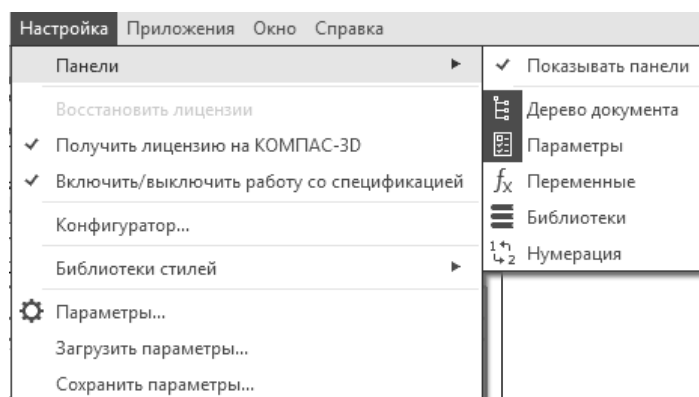 Настройка Приложения Окно Справка
Панели
Восстановить лицензии
Получить лицензию на КОМПАС-3D
Включить/выключить работу со спецификацией
Конфигуратор...
Библиотеки стилей
Параметры...
Загрузить параметры...
Сохранить параметры...
Показывать панели
Дерево документа
Параметры
Переменные
Библиотеки
Нумерация